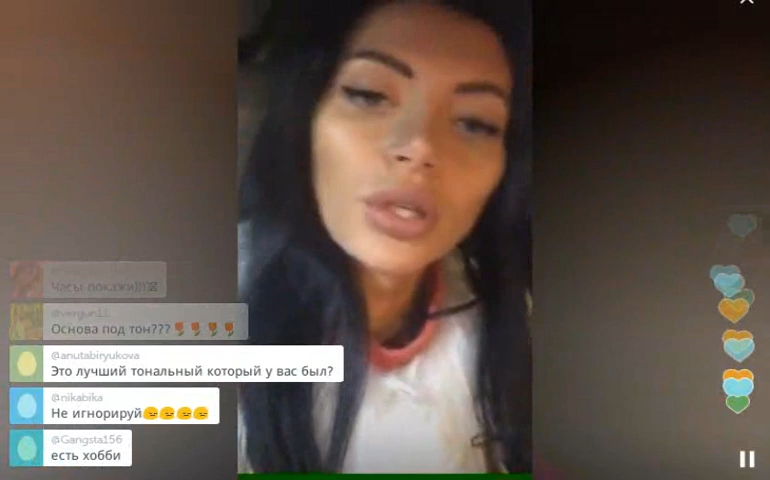 Часы покажи)))
@vergun11
Основа под тон???🌹🌹🌹🌹
@anutabiryukova
Это лучший тональный который у вас был?
@nikabika
Не игнорируй😑😑😑😑
@Gangsta156
есть хобби